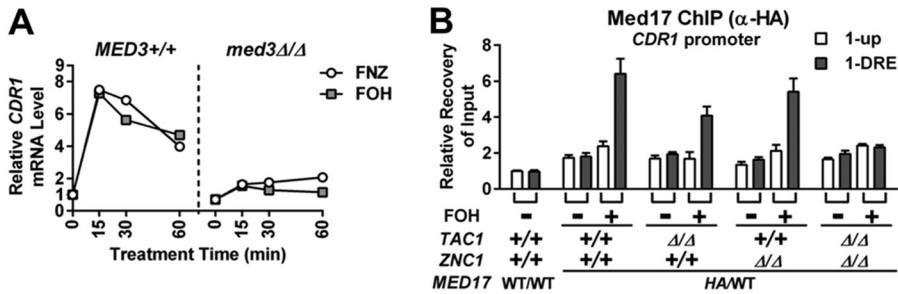 A
MED3+/+
med3Δ/Δ
FNZ
FOH
Relative CDR1
mRNA Level
9
8
6
4
2
1
0
0
15
30
60
0
15
30
60
Treatment Time (min)
B
Med17 ChIP (α-HA)
CDR1 promoter
1-up
1-DRE
Relative Recovery
of Input
8
6
4
2
0
FOH - - + - + - + - +
TAC1 +/+ +/+ Δ/Δ +/+ Δ/Δ
ZNC1 +/+ +/+ +/+ Δ/Δ Δ/Δ
MED17 WT/WT HA/WT